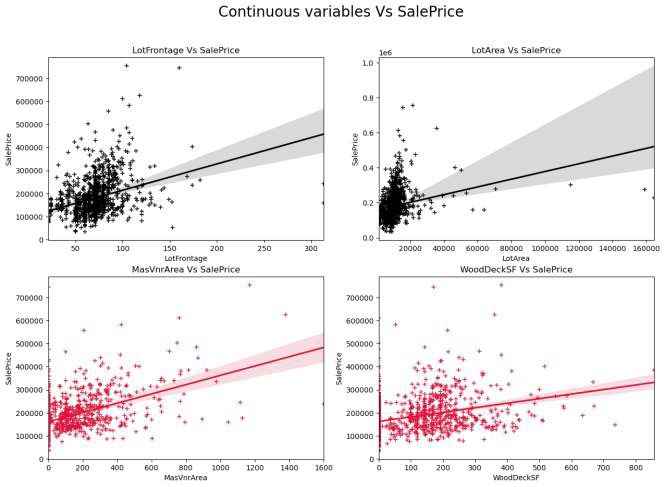 Continuous variables Vs SalePrice
LotFrontage Vs SalePrice
SalePrice
700000
600000
500000
400000
300000
200000
100000
0
50 100 150 200 250 300
LotFrontage
LotArea Vs SalePrice
1e6
SalePrice
1.0
0.8
0.6
0.4
0.2
0.0
20000 40000 60000 80000 100000 120000 140000 160000
LotArea
MasVnrArea Vs SalePrice
SalePrice
700000
600000
500000
400000
300000
200000
100000
0
0 200 400 600 800 1000 1200 1400 1600
MasVnrArea
WoodDeckSF Vs SalePrice
SalePrice
700000
600000
500000
400000
300000
200000
100000
0
0 100 200 300 400 500 600 700 800
WoodDeckSF